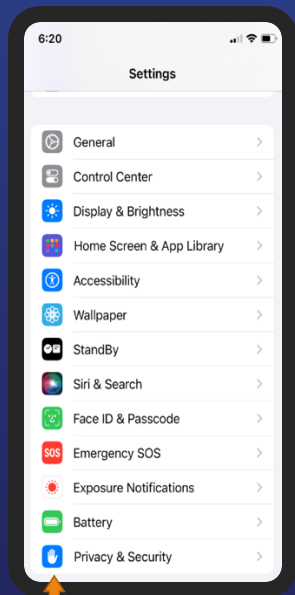 6:20
Settings
General
Control Center
Display & Brightness
Home Screen & App Library
Accessibility
Wallpaper
StandBy
Siri & Search
Face ID & Passcode
SOS Emergency SOS
Exposure Notifications
Battery
Privacy & Security